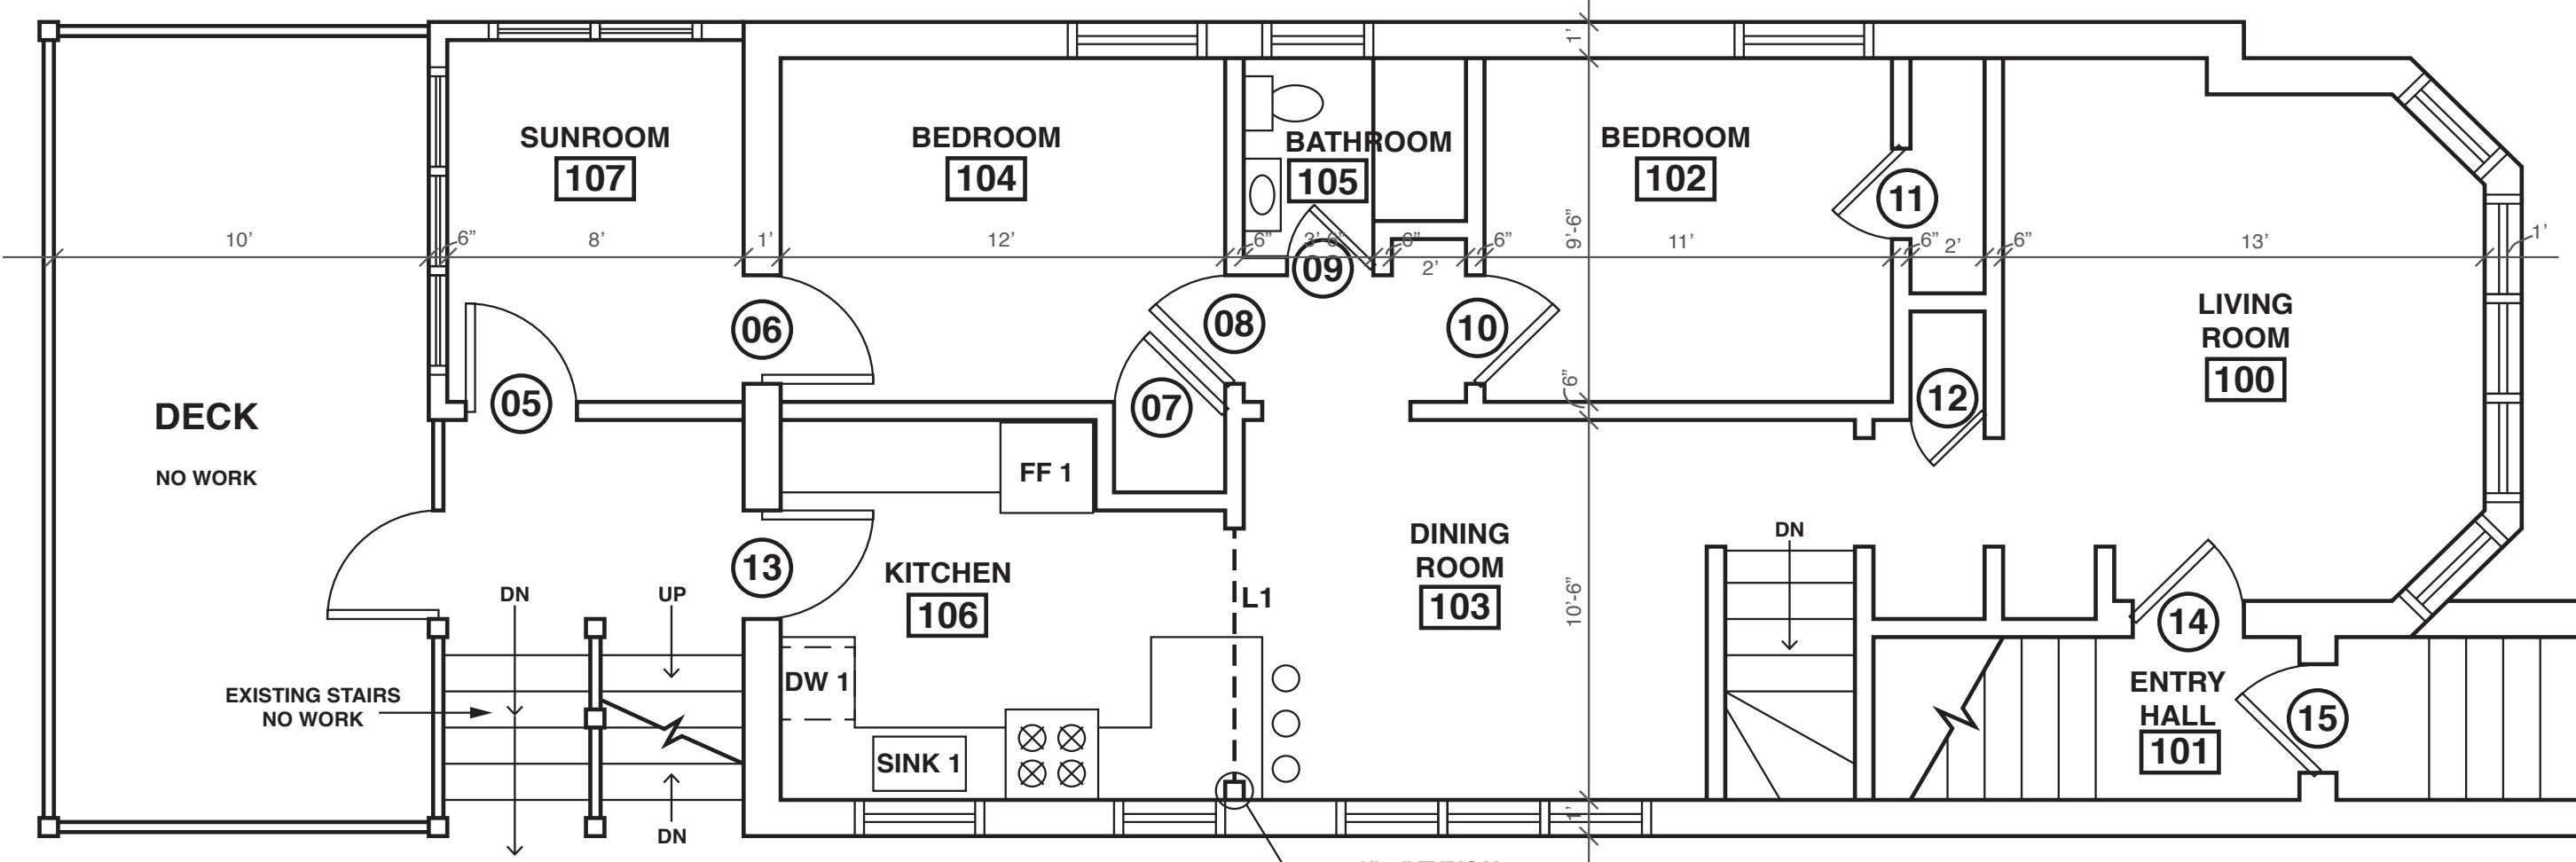 1'
SUNROOM
107
BEDROOM
104
BATHROOM
105
BEDROOM
102
11
10'
6”
8'
1'
12'
6”
3'-6”
6”
2'
6”
9'-6”
11'
6”
2'
6”
13'
1'
09
06
08
10
LIVING
ROOM
100
05
07
6”
12
DECK
NO WORK
FF 1
DINING
ROOM
103
DN
13
KITCHEN
106
L1
10'-6”
DN
UP
14
DW 1
ENTRY
HALL
101
15
EXISTING STAIRS
NO WORK
SINK 1
DN
1'